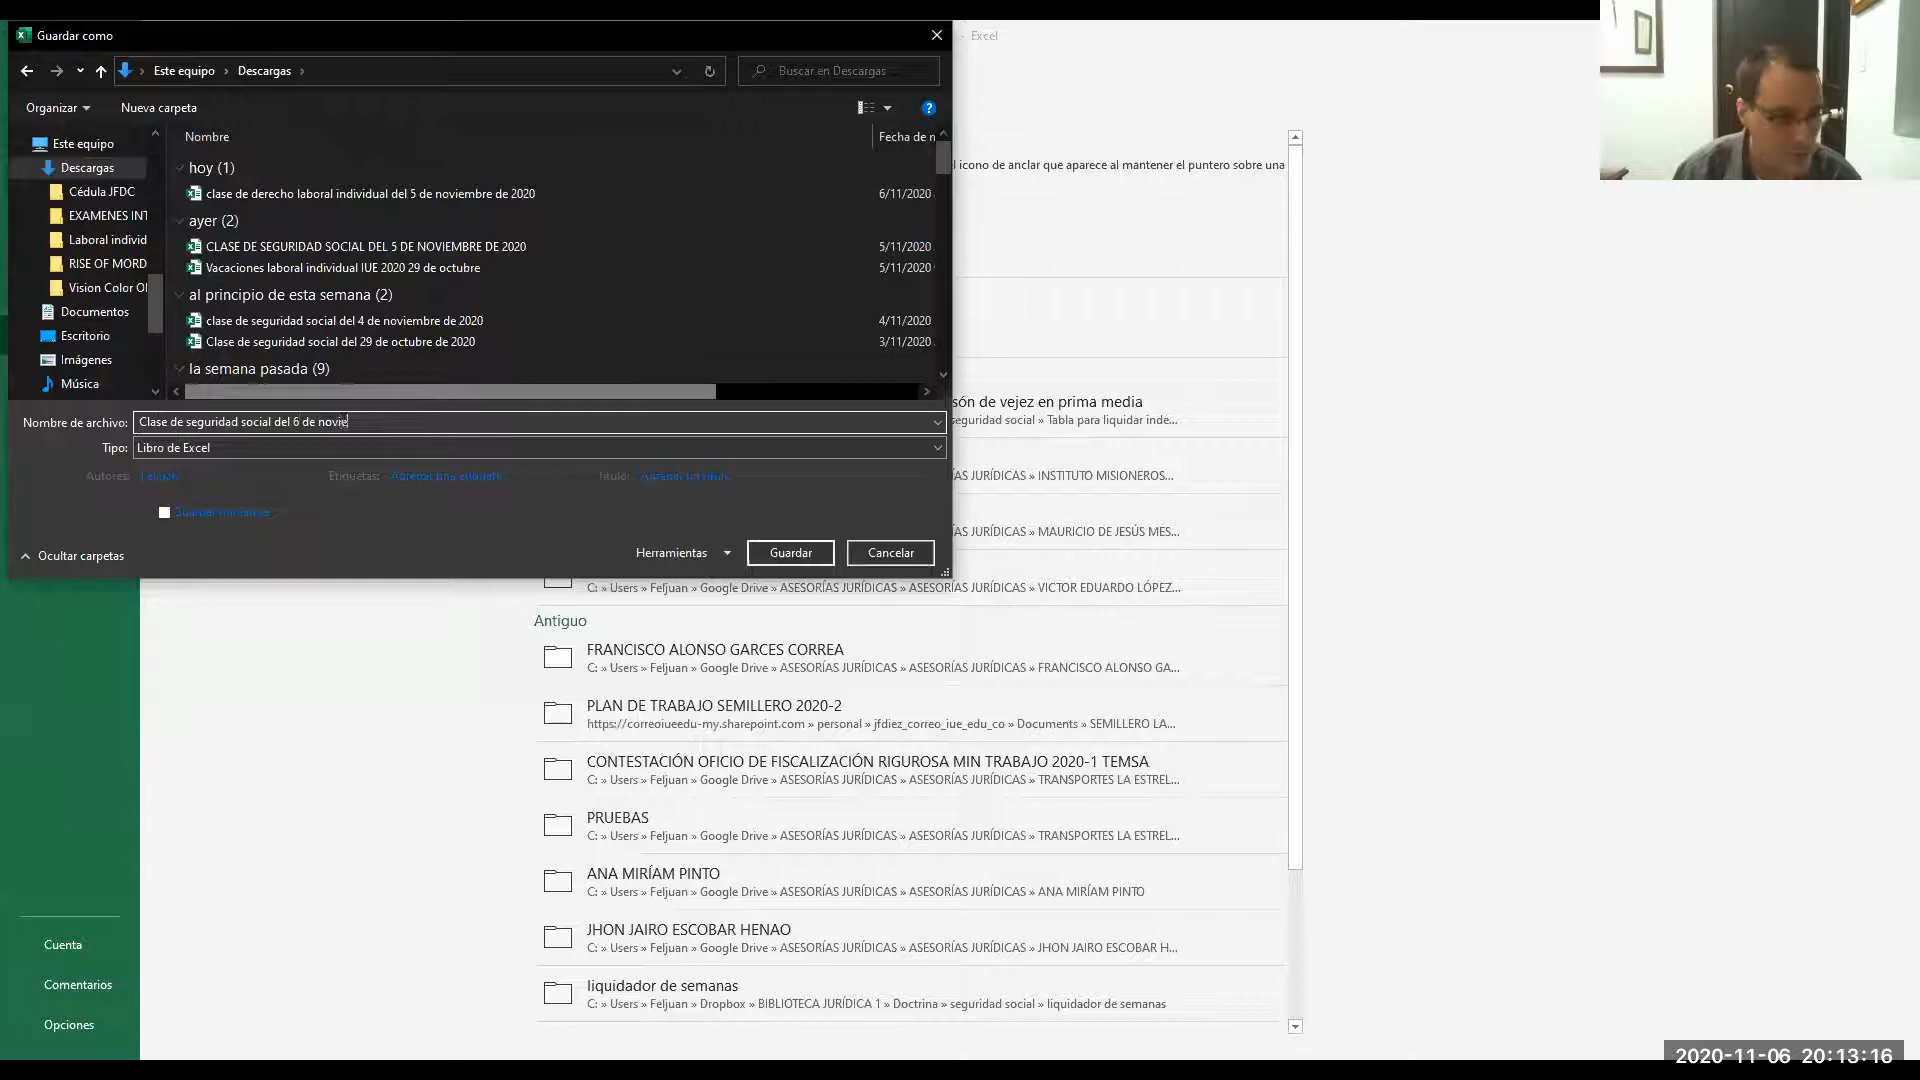 Guardar como
- Excel
Este equipo › Descargas ›
Buscar en Descargas
Organizar
Nueva carpeta
Nombre
Fecha de n
Este equipo
Descargas
Cédula JFDC
EXAMENES INT
Laboral individ
RISE OF MORD
Vision Color Ol
Documentos
Escritorio
Imágenes
Música
hoy (1)
clase de derecho laboral individual del 5 de noviembre de 2020 6/11/2020
ayer (2)
CLASE DE SEGURIDAD SOCIAL DEL 5 DE NOVIEMBRE DE 2020 5/11/2020
Vacaciones laboral individual IUE 2020 29 de octubre 5/11/2020
al principio de esta semana (2)
clase de seguridad social del 4 de noviembre de 2020 4/11/2020
Clase de seguridad social del 29 de octubre de 2020 3/11/2020
la semana pasada (9)
Nombre de archivo: Clase de seguridad social del 6 de novie
Tipo: Libro de Excel
Autores: Feljuan
Etiquetas: Agregar una etiqueta
Título: Agregar un título
Guardar miniatura
Ocultar carpetas
Herramientas
Guardar
Cancelar
l icono de anclar que aparece al mantener el puntero sobre una
són de vejez en prima media
seguridad social » Tabla para liquidar inde...
ÍAS JURÍDICAS » INSTITUTO MISIONEROS...
ÍAS JURÍDICAS » MAURICIO DE JESÚS MES...
C: » Users » Feljuan » Google Drive » ASESORÍAS JURÍDICAS » ASESORÍAS JURÍDICAS » VICTOR EDUARDO LÓPEZ...
Antiguo
FRANCISCO ALONSO GARCES CORREA
C: » Users » Feljuan » Google Drive » ASESORÍAS JURÍDICAS » ASESORÍAS JURÍDICAS » FRANCISCO ALONSO GA...
PLAN DE TRABAJO SEMILLERO 2020-2
https://correoiueedu-my.sharepoint.com » personal » jfdiez_correo_iue_edu_co » Documents » SEMILLERO LA...
CONTESTACIÓN OFICIO DE FISCALIZACIÓN RIGUROSA MIN TRABAJO 2020-1 TEMSA
C: » Users » Feljuan » Google Drive » ASESORÍAS JURÍDICAS » ASESORÍAS JURÍDICAS » TRANSPORTES LA ESTREL...
PRUEBAS
C: » Users » Feljuan » Google Drive » ASESORÍAS JURÍDICAS » ASESORÍAS JURÍDICAS » TRANSPORTES LA ESTREL...
ANA MIRÍAM PINTO
C: » Users » Feljuan » Google Drive » ASESORÍAS JURÍDICAS » ASESORÍAS JURÍDICAS » ANA MIRÍAM PINTO
JHON JAIRO ESCOBAR HENAO
C: » Users » Feljuan » Google Drive » ASESORÍAS JURÍDICAS » ASESORÍAS JURÍDICAS » JHON JAIRO ESCOBAR H...
liquidador de semanas
C: » Users » Feljuan » Dropbox » BIBLIOTECA JURÍDICA 1 » Doctrina » seguridad social » liquidador de semanas
Cuenta
Comentarios
Opciones
2020-11-06 20:13:16